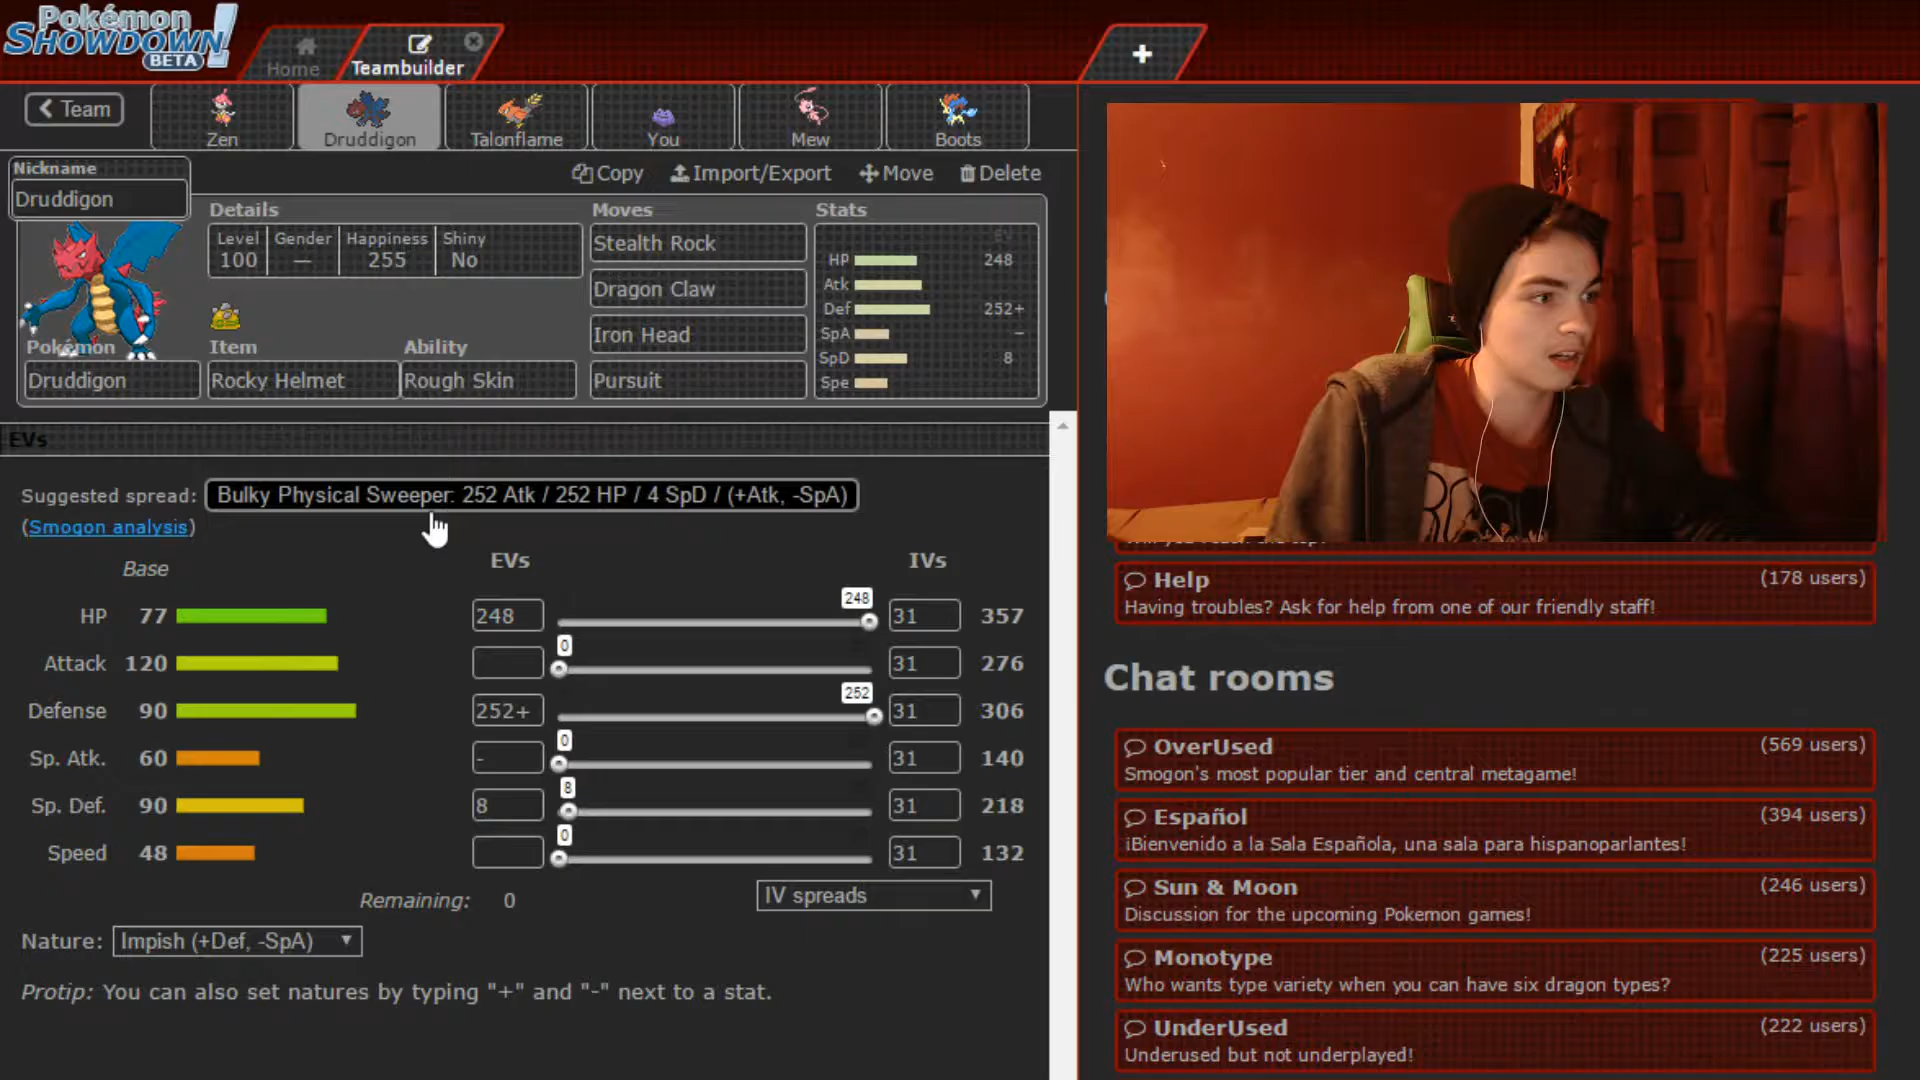 Pokémon
SHOWDOWN!
BETA
Home
Teambuilder
+
Team
Zen
Druddigon
Talonflame
You
Mew
Boots
Copy
Import/Export
Move
Delete
Nickname
Druddigon
Details
Level
100
Gender
—
Happiness
255
Shiny
No
Pokémon
Druddigon
Item
Rocky Helmet
Ability
Rough Skin
Moves
Stealth Rock
Dragon Claw
Iron Head
Pursuit
Stats
EV
HP 248
Atk
Def 252+
SpA −
SpD 8
Spe
EVs
Suggested spread: Bulky Physical Sweeper: 252 Atk / 252 HP / 4 SpD / (+Atk, -SpA)
(Smogon analysis)
Base EVs IVs
HP 77 248 248 31 357
Attack 120 0 31 276
Defense 90 252+ 252 31 306
Sp. Atk. 60 - 0 31 140
Sp. Def. 90 8 8 31 218
Speed 48 0 31 132
Remaining: 0
IV spreads
Nature: Impish (+Def, -SpA)
Protip: You can also set natures by typing "+" and "-" next to a stat.
Help (178 users)
Having troubles? Ask for help from one of our friendly staff!
Chat rooms
OverUsed (569 users)
Smogon's most popular tier and central metagame!
Español (394 users)
¡Bienvenido a la Sala Española, una sala para hispanoparlantes!
Sun & Moon (246 users)
Discussion for the upcoming Pokemon games!
Monotype (225 users)
Who wants type variety when you can have six dragon types?
UnderUsed (222 users)
Underused but not underplayed!